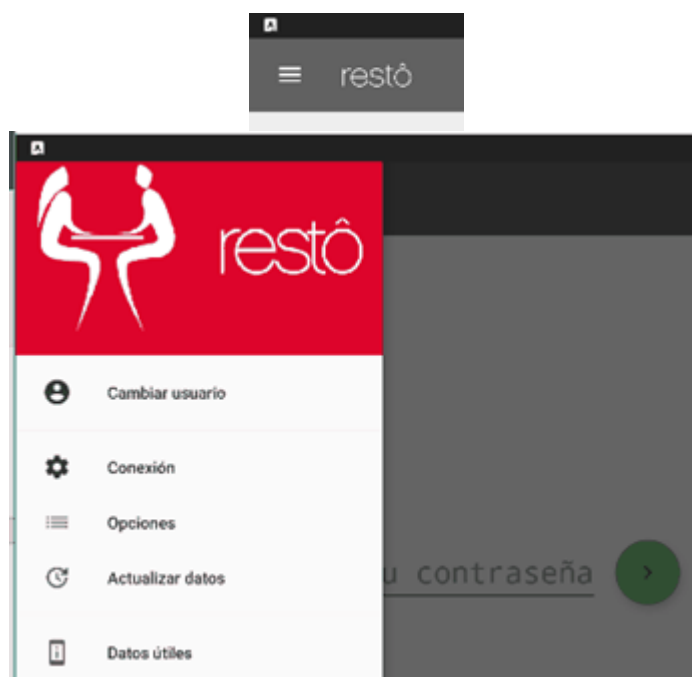 restô
restô
Cambiar usuario
Conexión
Opciones
Actualizar datos
u contraseña
Datos útiles